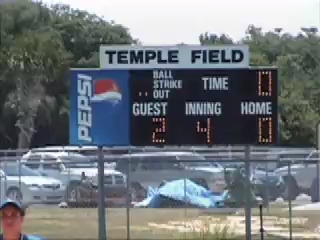 TEMPLE FIELD
PEPSI
BALL
STRIKE
OUT
TIME
0
GUEST INNING HOME
2 4 0